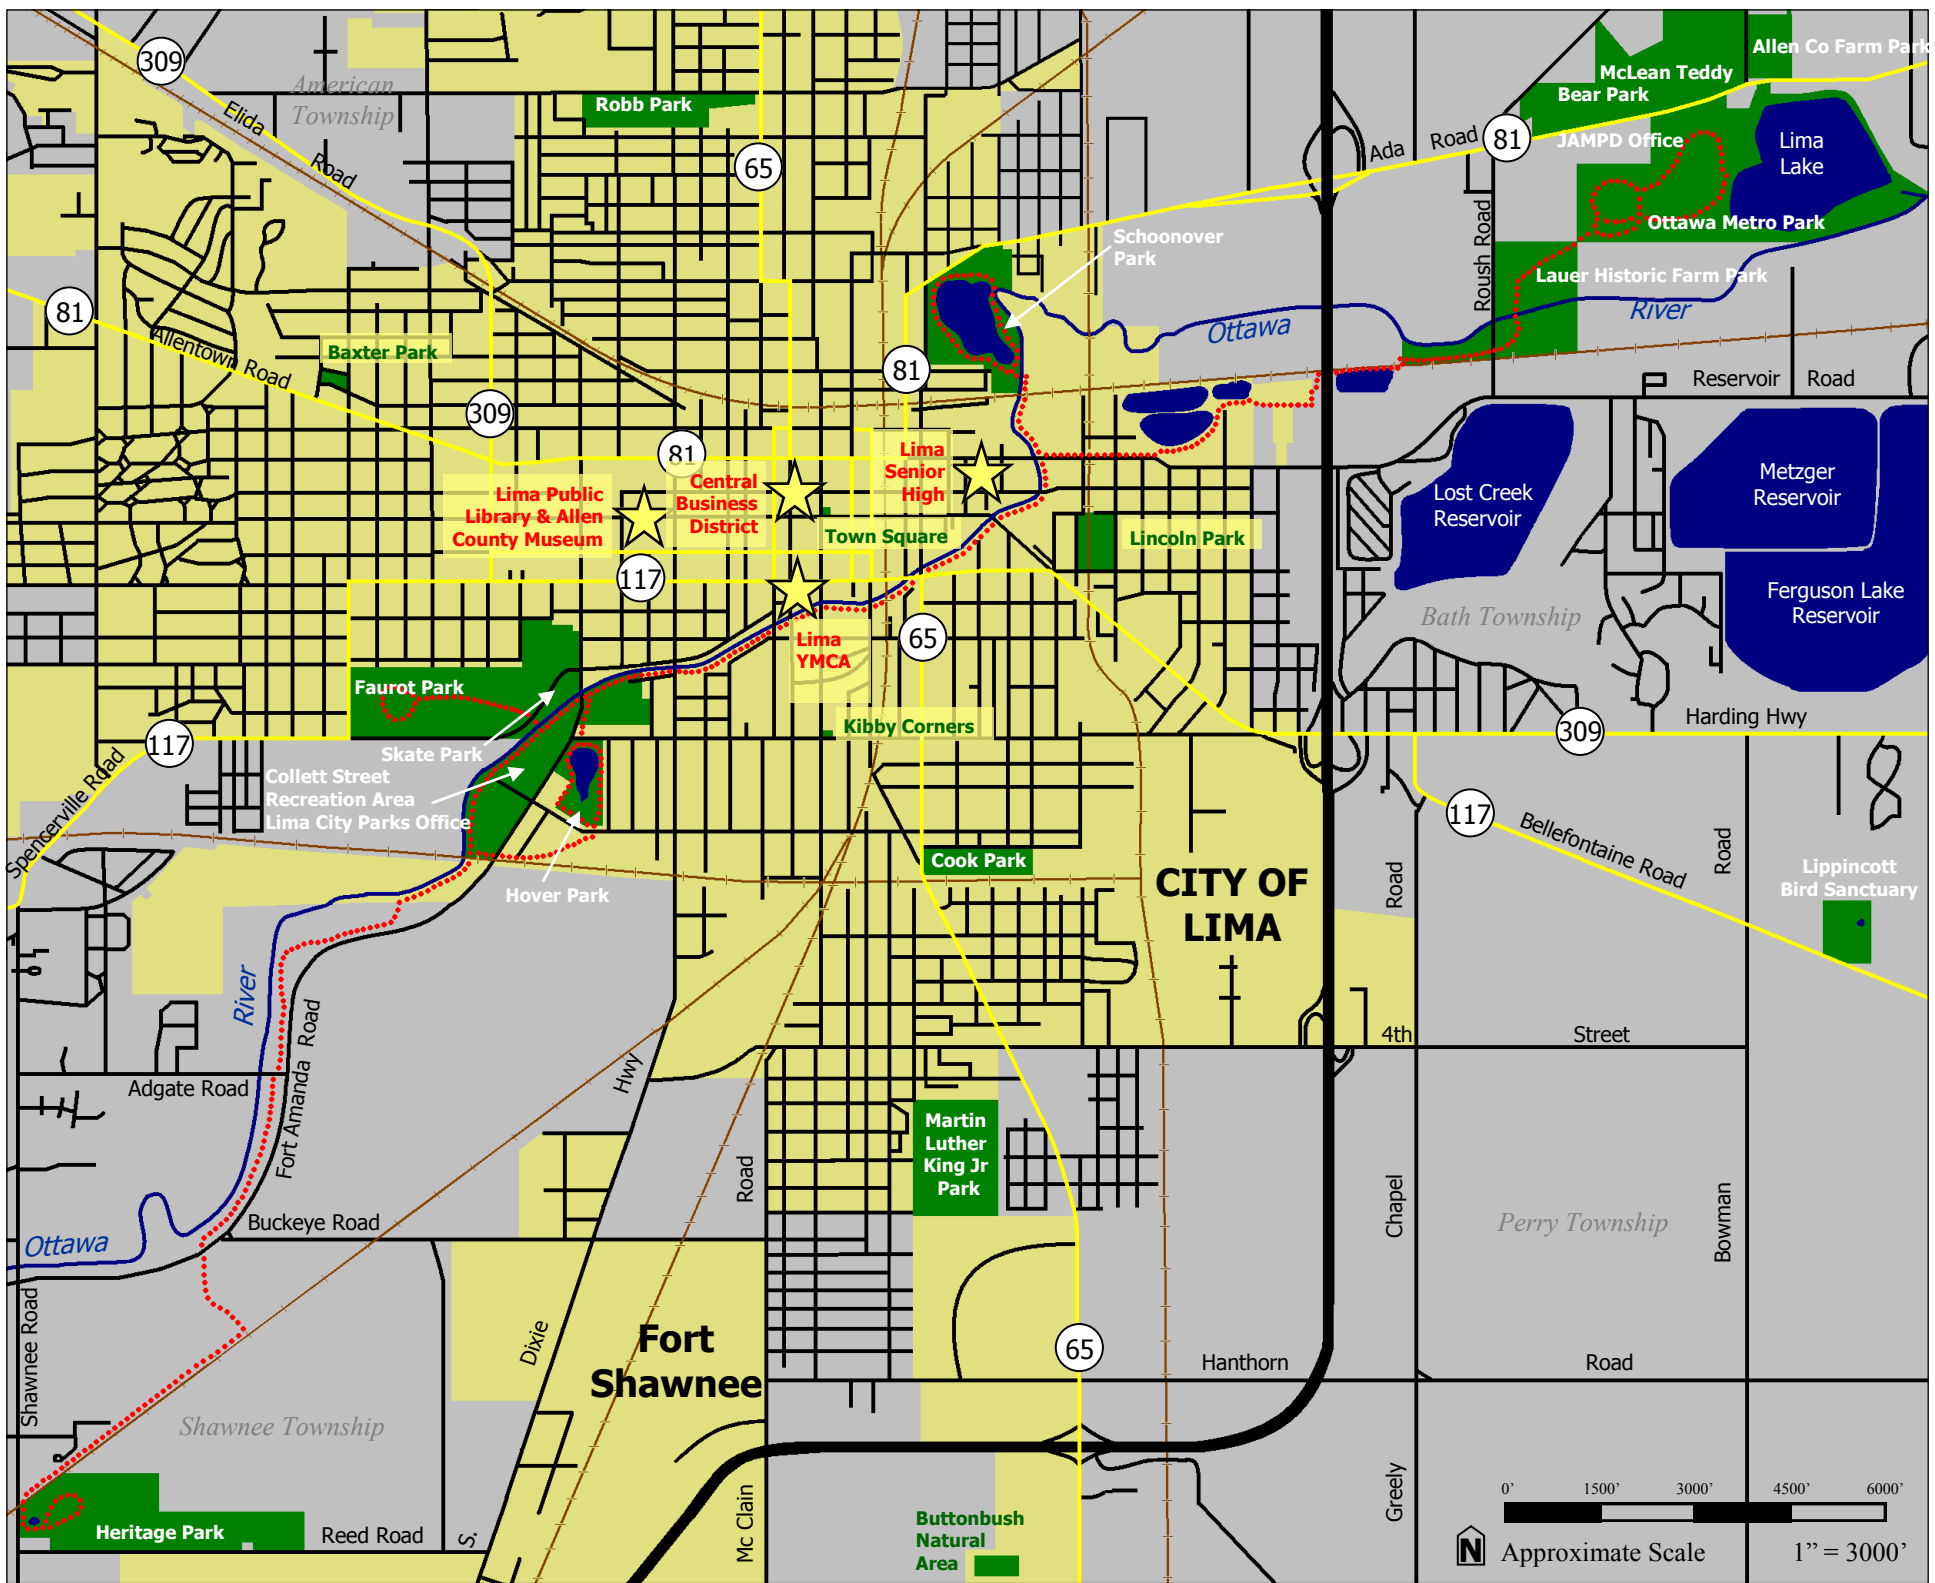 309
American
Township
Elida
Road
Robb Park
65
Allen Co Farm Park
McLean Teddy
Bear Park
Ada
Road
81
JAMPD Office
Lima
Lake
Ottawa Metro Park
Roush Road
Lauer Historic Farm Park
Schoonover
Park
Ottawa
River
81
Allentown Road
Baxter Park
309
81
81
Reservoir
Road
Lima Public
Library & Allen
County Museum
Central
Business
District
Lima
Senior
High
Town Square
Lincoln Park
Lost Creek
Reservoir
Metzger
Reservoir
Ferguson Lake
Reservoir
117
Bath Township
65
Lima
YMCA
Faurot Park
Kibby Corners
Skate Park
117
Spencerville Road
Collett Street
Recreation Area
Lima City Parks Office
Harding Hwy
309
117
Bellefontaine Road
Hover Park
Cook Park
CITY OF
LIMA
Road
Road
Lippincott
Bird Sanctuary
River
Fort Amanda Road
Adgate Road
Hwy
4th
Street
Martin
Luther
King Jr
Park
Road
Chapel
Perry Township
Bowman
Buckeye Road
Ottawa
Shawnee Road
Dixie
Fort
Shawnee
65
Hanthorn
Road
Shawnee Township
Heritage Park
Reed Road
S.
Mc Clain
Buttonbush
Natural
Area
Greely
0’ 1500’ 3000’ 4500’ 6000’
N
Approximate Scale 1” = 3000’